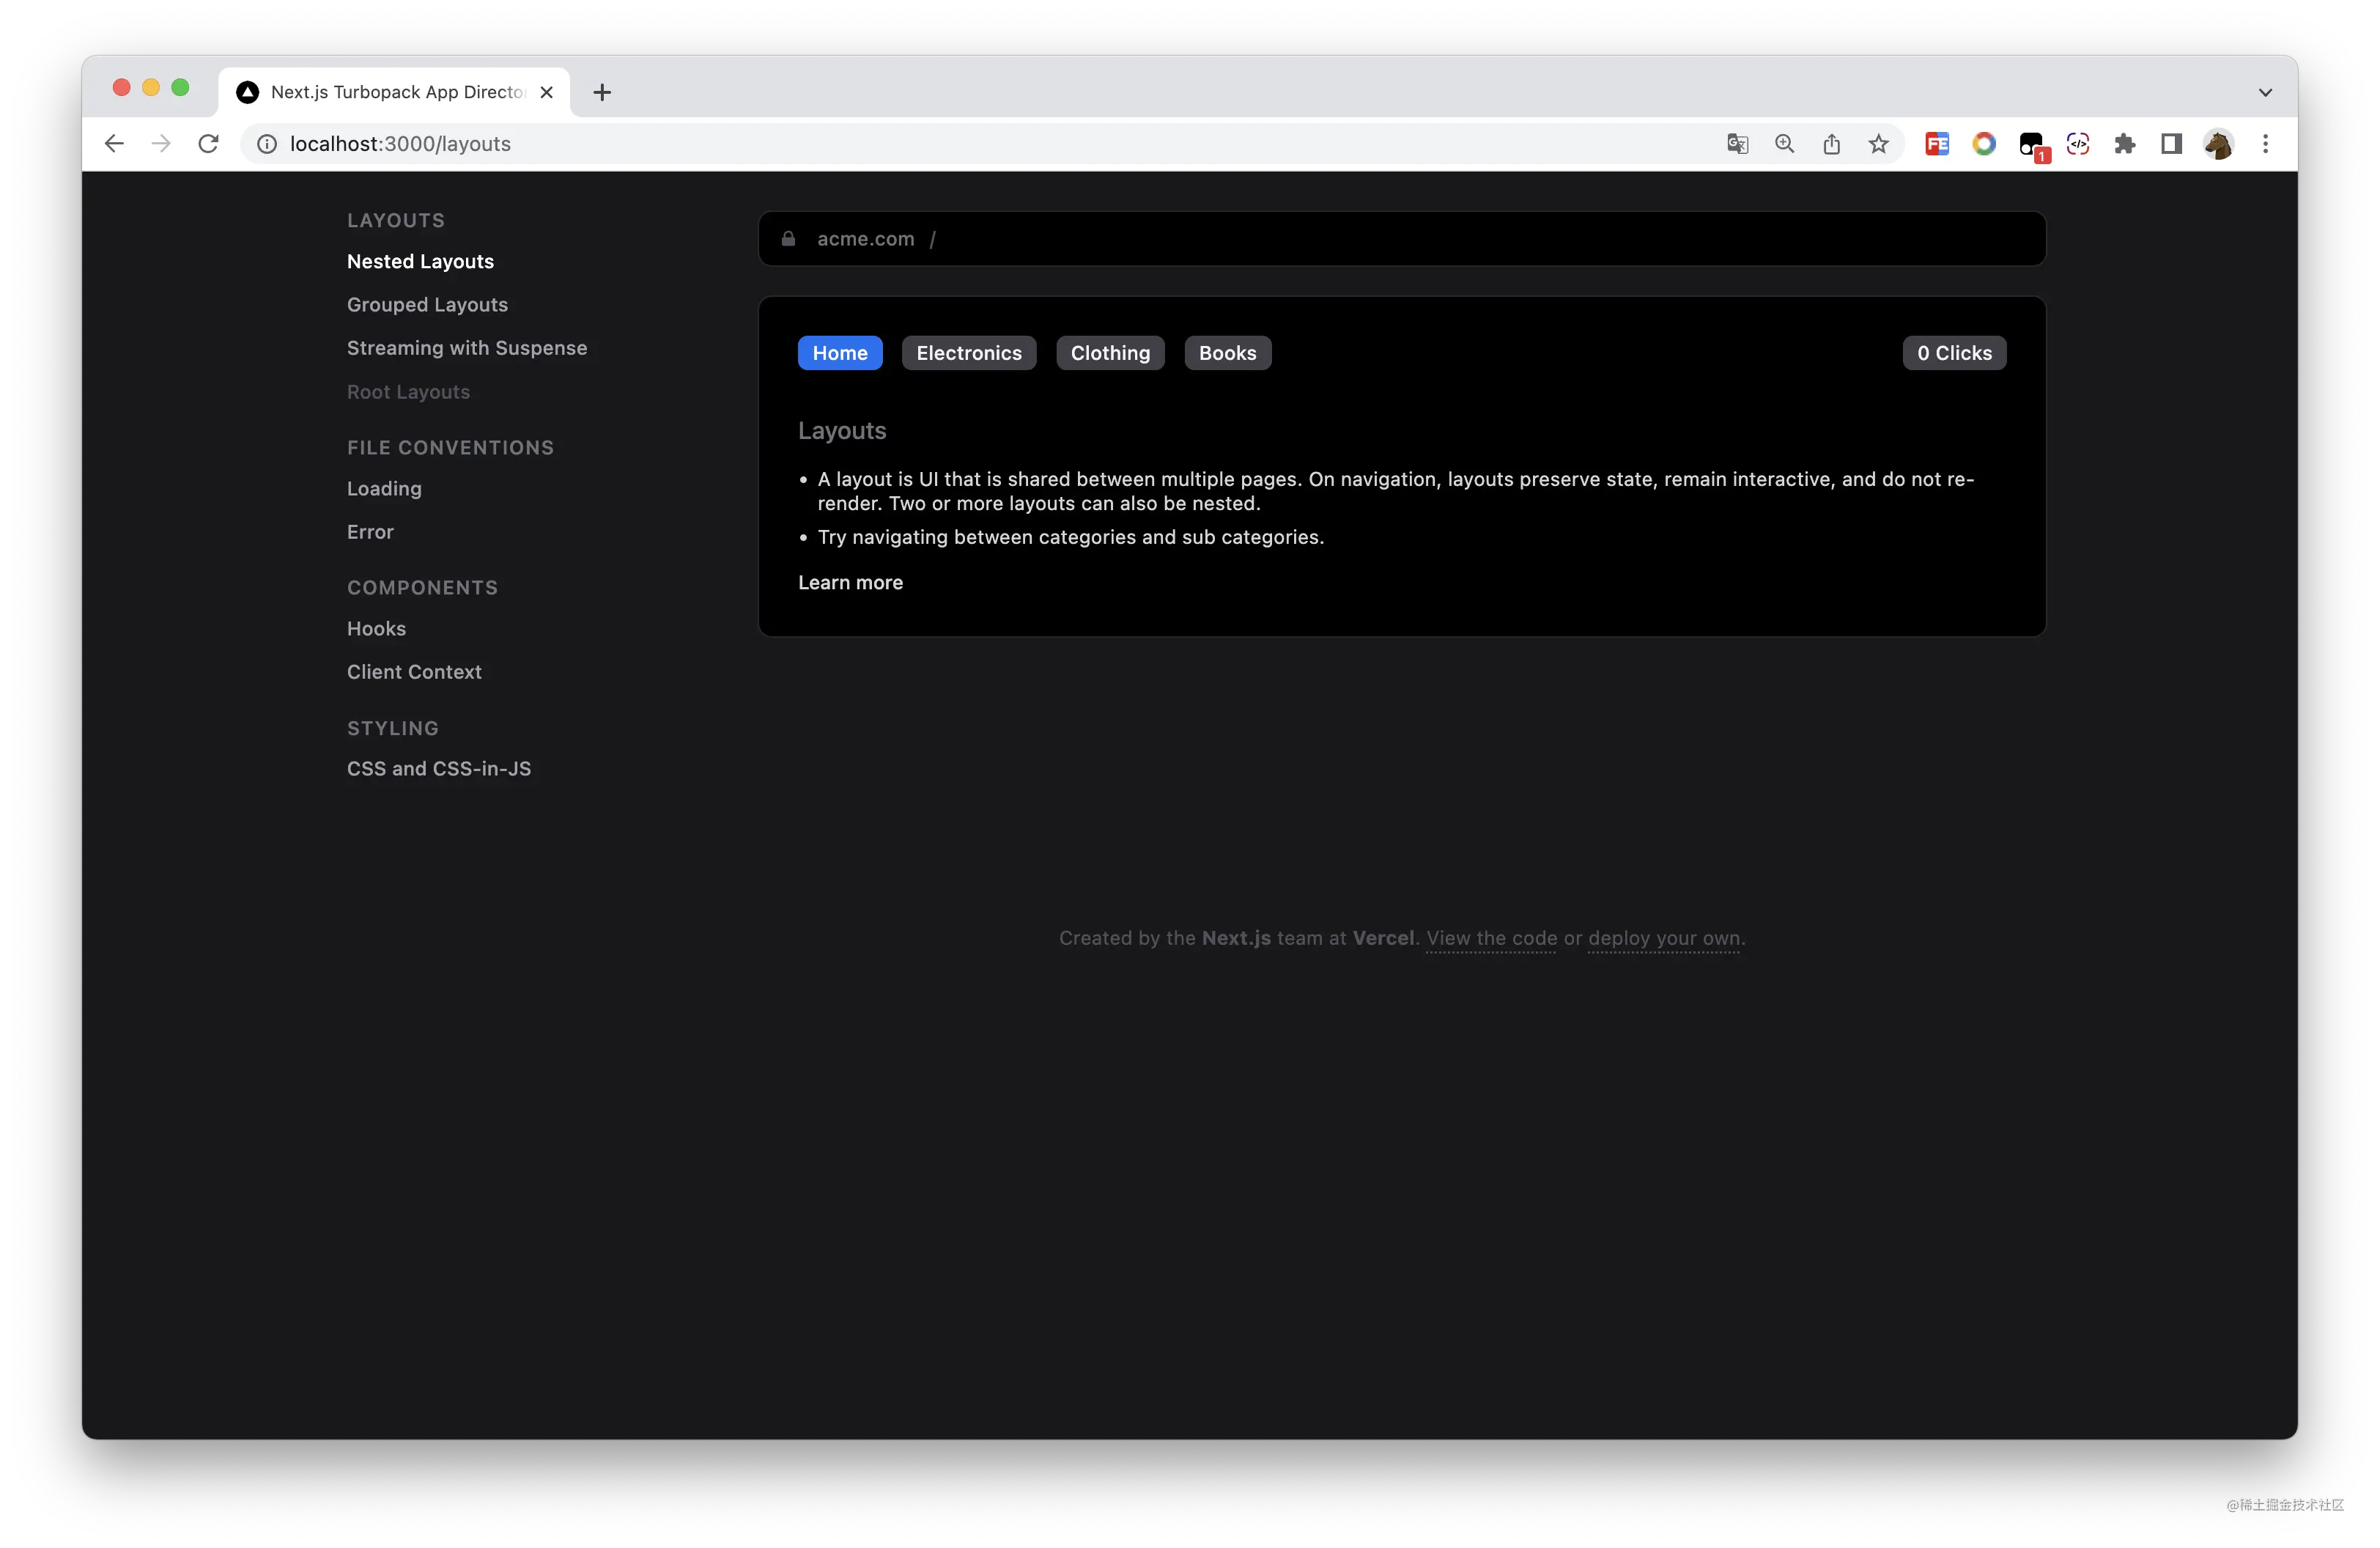 Next.js Turbopack App Directo
localhost:3000/layouts
FE
1
LAYOUTS
Nested Layouts
Grouped Layouts
Streaming with Suspense
Root Layouts
FILE CONVENTIONS
Loading
Error
COMPONENTS
Hooks
Client Context
STYLING
CSS and CSS-in-JS
acme.com /
Home Electronics Clothing Books 0 Clicks
Layouts
• A layout is UI that is shared between multiple pages. On navigation, layouts preserve state, remain interactive, and do not re-
render. Two or more layouts can also be nested.
• Try navigating between categories and sub categories.
Learn more
Created by the Next.js team at Vercel. View the code or deploy your own.
@稀土掘金技术社区